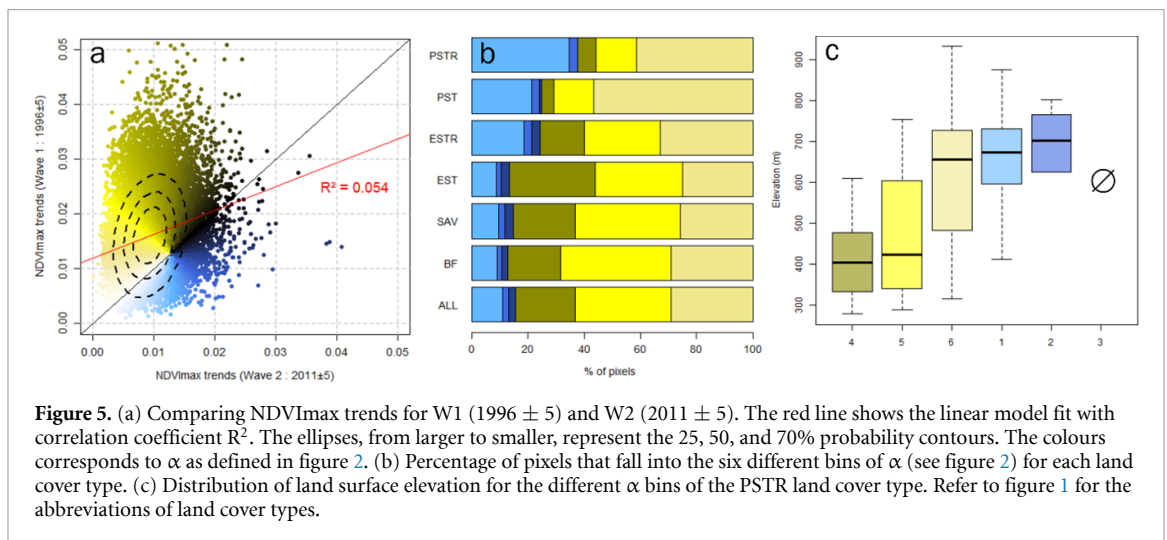 a
NDVImax trends (Wave 1 : 1996±5)
0.05
0.04
0.03
0.02
0.01
0.00
R² = 0.054
0.00 0.01 0.02 0.03 0.04 0.05
NDVImax trends (Wave 2 : 2011±5)
b
PSTR
PST
ESTR
EST
SAV
BF
ALL
0 20 40 60 80 100
% of pixels
c
Elevation (m)
900
800
700
600
500
400
300
4 5 6 1 2 3
Figure 5. (a) Comparing NDVImax trends for W1 (1996 ± 5) and W2 (2011 ± 5). The red line shows the linear model fit with
correlation coefficient R². The ellipses, from larger to smaller, represent the 25, 50, and 70% probability contours. The colours
corresponds to α as defined in figure 2. (b) Percentage of pixels that fall into the six different bins of α (see figure 2) for each land
cover type. (c) Distribution of land surface elevation for the different α bins of the PSTR land cover type. Refer to figure 1 for the
abbreviations of land cover types.